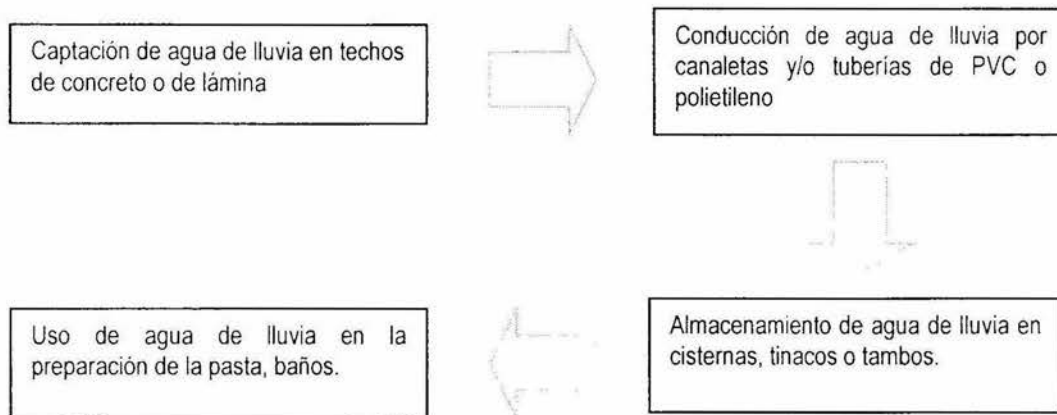 Captación de agua de lluvia en techos
de concreto o de lámina
Conducción de agua de lluvia por
canaletas y/o tuberías de PVC o
polietileno
Almacenamiento de agua de lluvia en
cisternas, tinacos o tambos.
Uso de agua de lluvia en la
preparación de la pasta, baños.